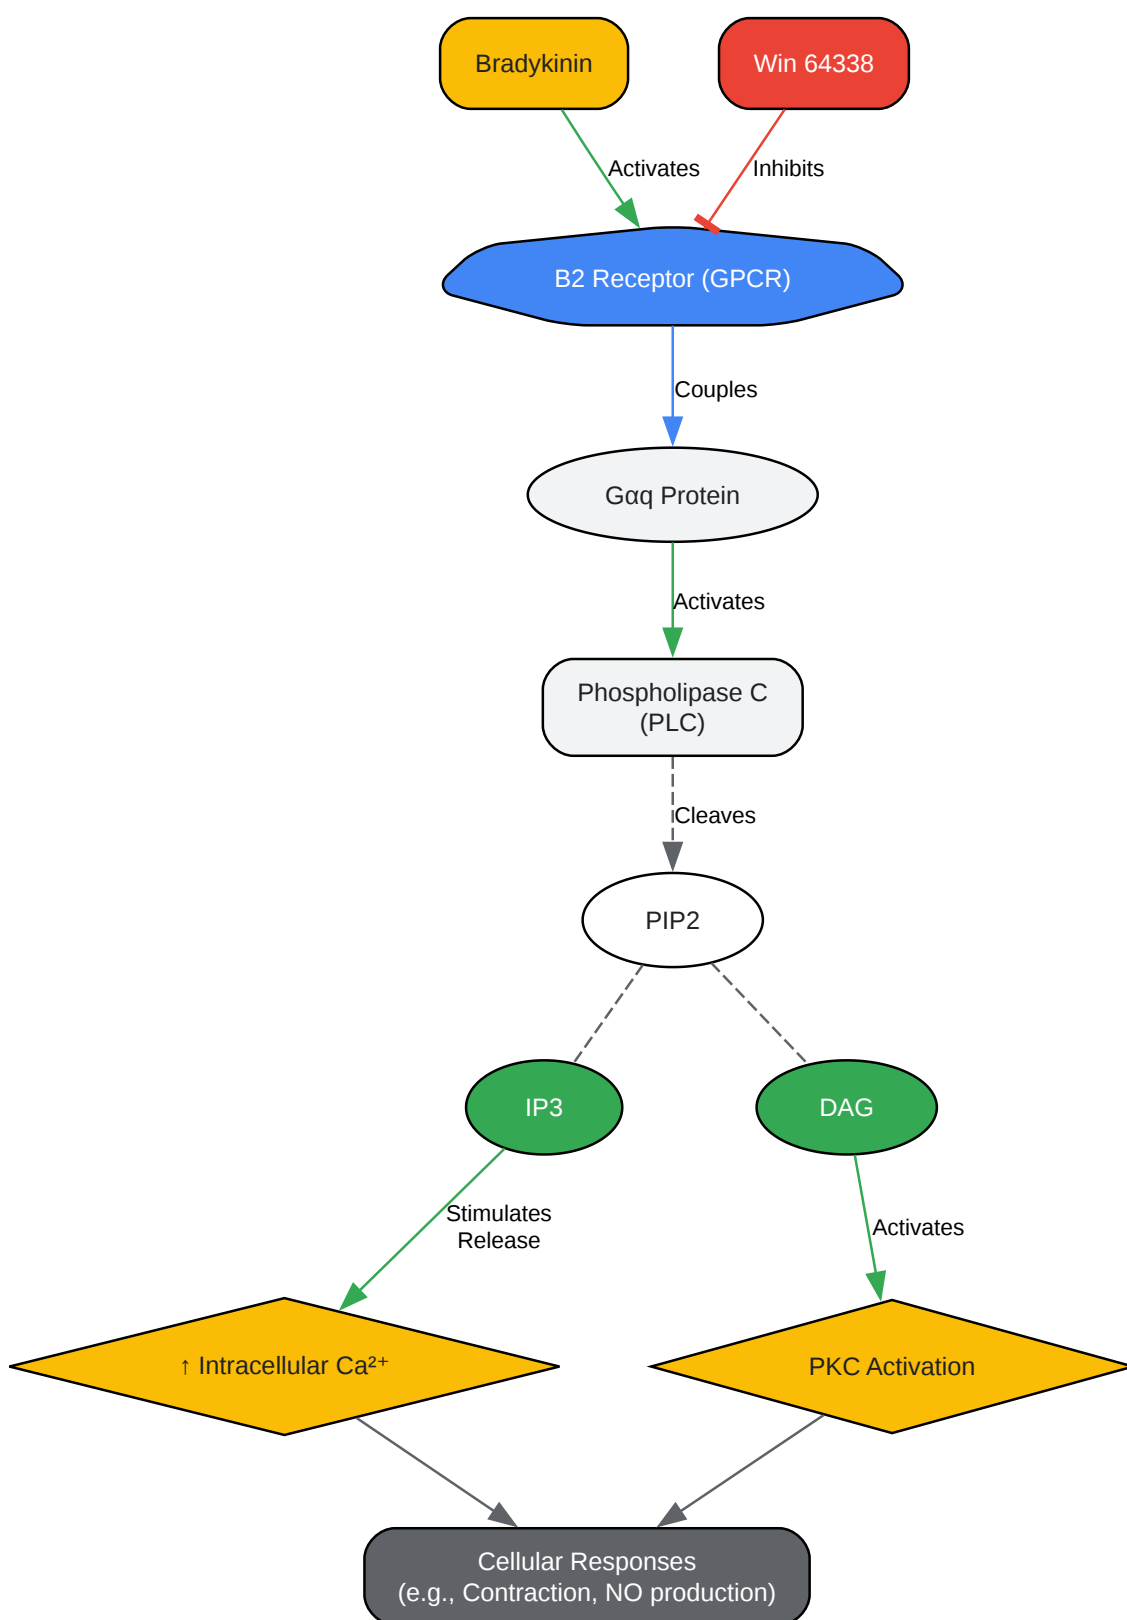 Bradykinin
Win 64338
Activates
Inhibits
B2 Receptor (GPCR)
Couples
Gαq Protein
Activates
Phospholipase C
(PLC)
Cleaves
PIP2
IP3
DAG
Stimulates
Release
Activates
↑ Intracellular Ca²⁺
PKC Activation
Cellular Responses
(e.g., Contraction, NO production)